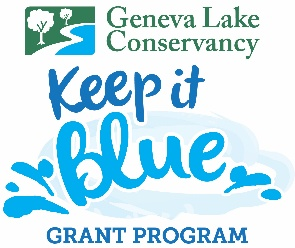 Geneva Lake
Conservancy
Keep it
blue
GRANT PROGRAM